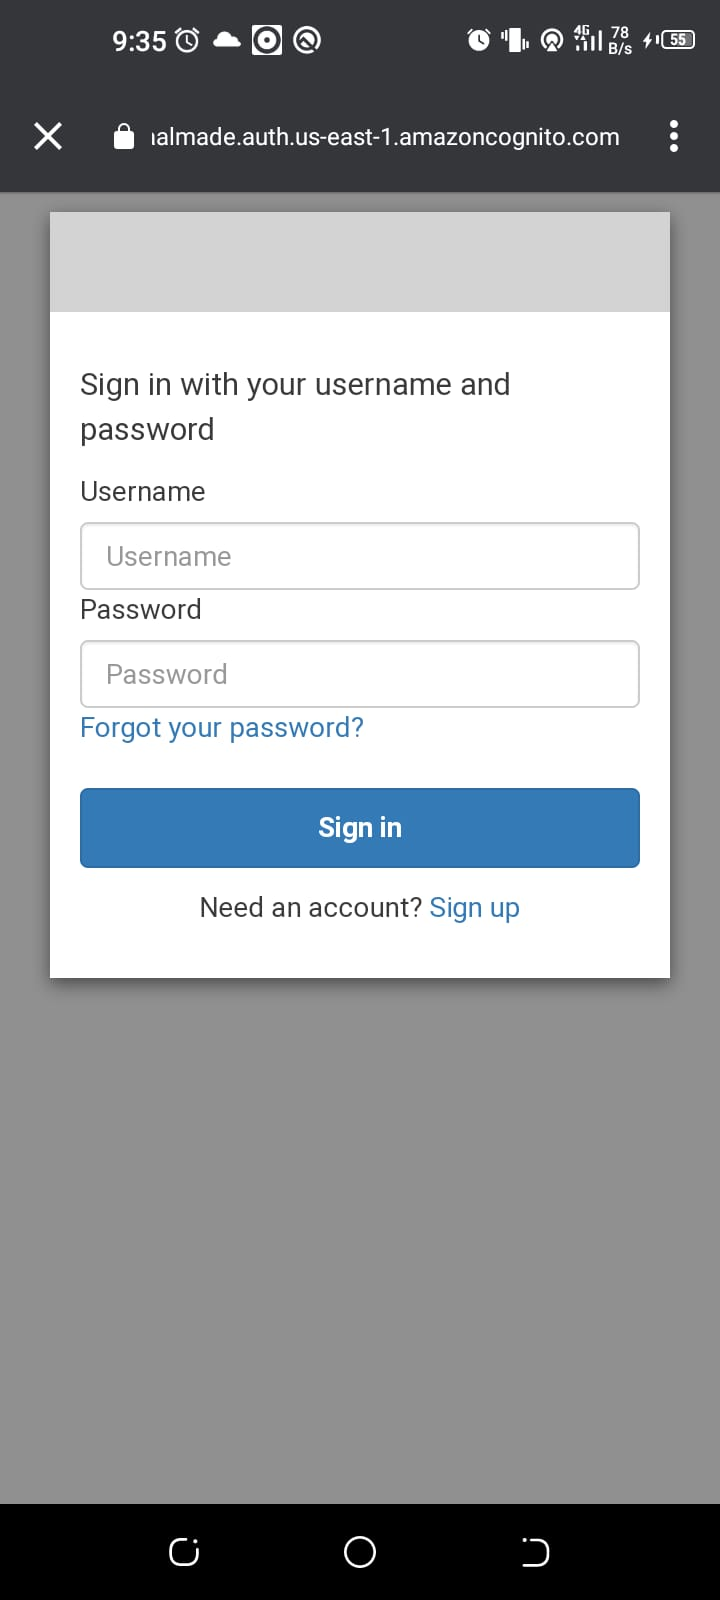 9:35
4G 78 B/s 55
almade.auth.us-east-1.amazoncognito.com
Sign in with your username and
password
Username
Username
Password
Password
Forgot your password?
Sign in
Need an account? Sign up